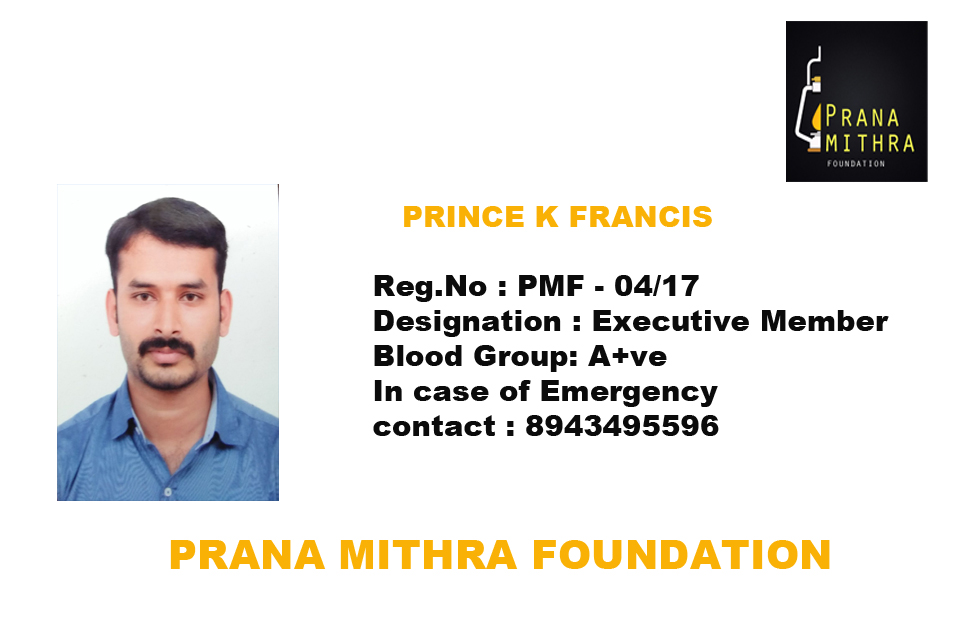 PRANA
MITHRA
FOUNDATION
PRINCE K FRANCIS
Reg.No : PMF - 04/17
Designation : Executive Member
Blood Group: A+ve
In case of Emergency
contact : 8943495596
PRANA MITHRA FOUNDATION